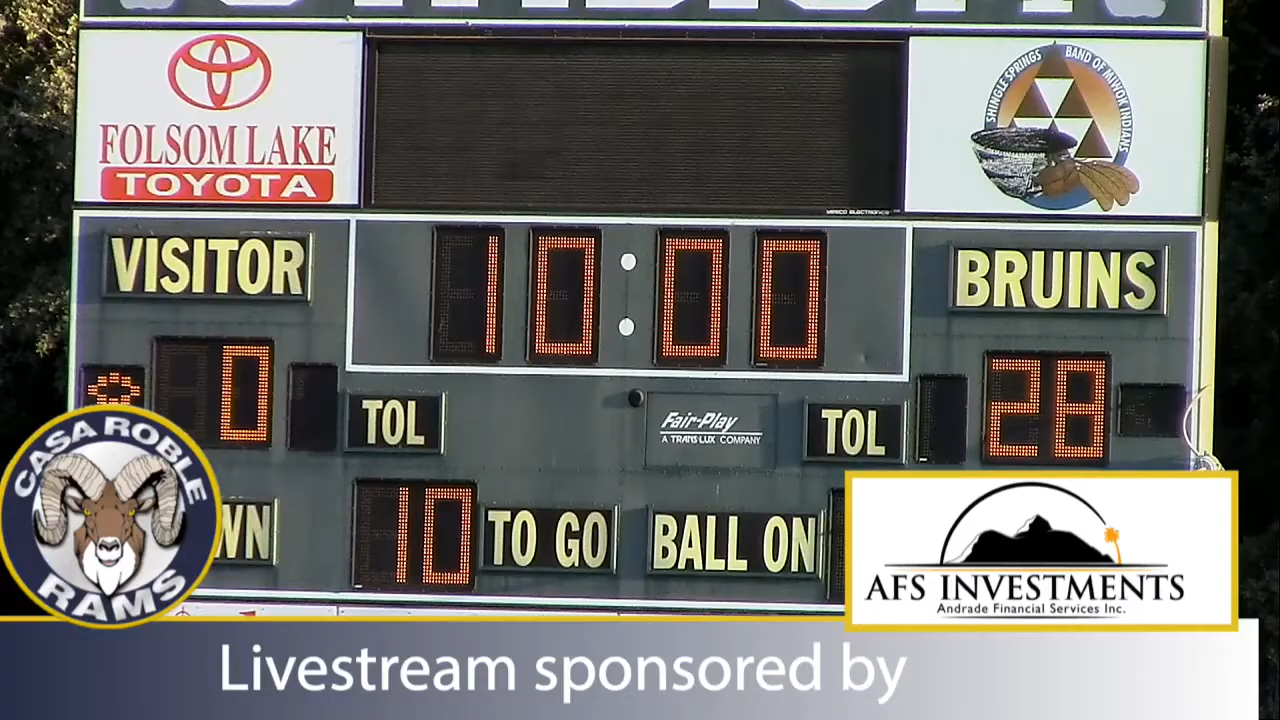 FOLSOM LAKE
TOYOTA
SHINGLE SPRINGS BAND OF MIWOK INDIANS
VISITOR
10:00
BRUINS
0
28
TOL
Fair-Play
A TRANS-LUX COMPANY
TOL
WN
10
TO GO
BALL ON
CASA ROBLE
RAMS
AFS INVESTMENTS
Andrade Financial Services Inc.
Livestream sponsored by